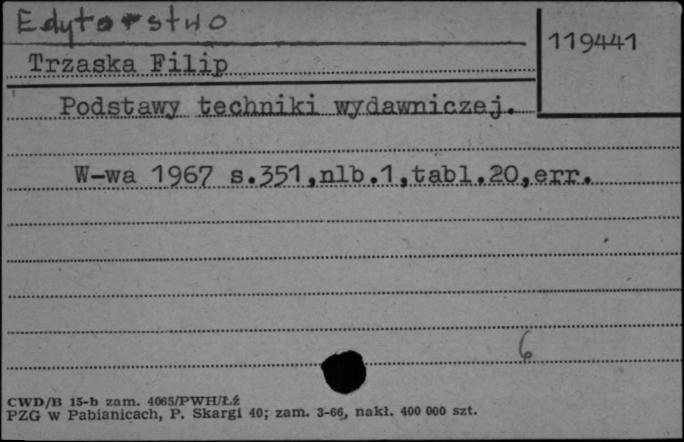 Edytorstwo
119441
Trzaska Filip
Podstawy techniki wydawniczej.
W-wa 1967 s.351,nlb.1,tabl.20,err.
6
CWD/B 15-b zam. 4065/PWH/Łź
PZG w Pabianicach, P. Skargi 40; zam. 3-66, nakł. 400 000 szt.